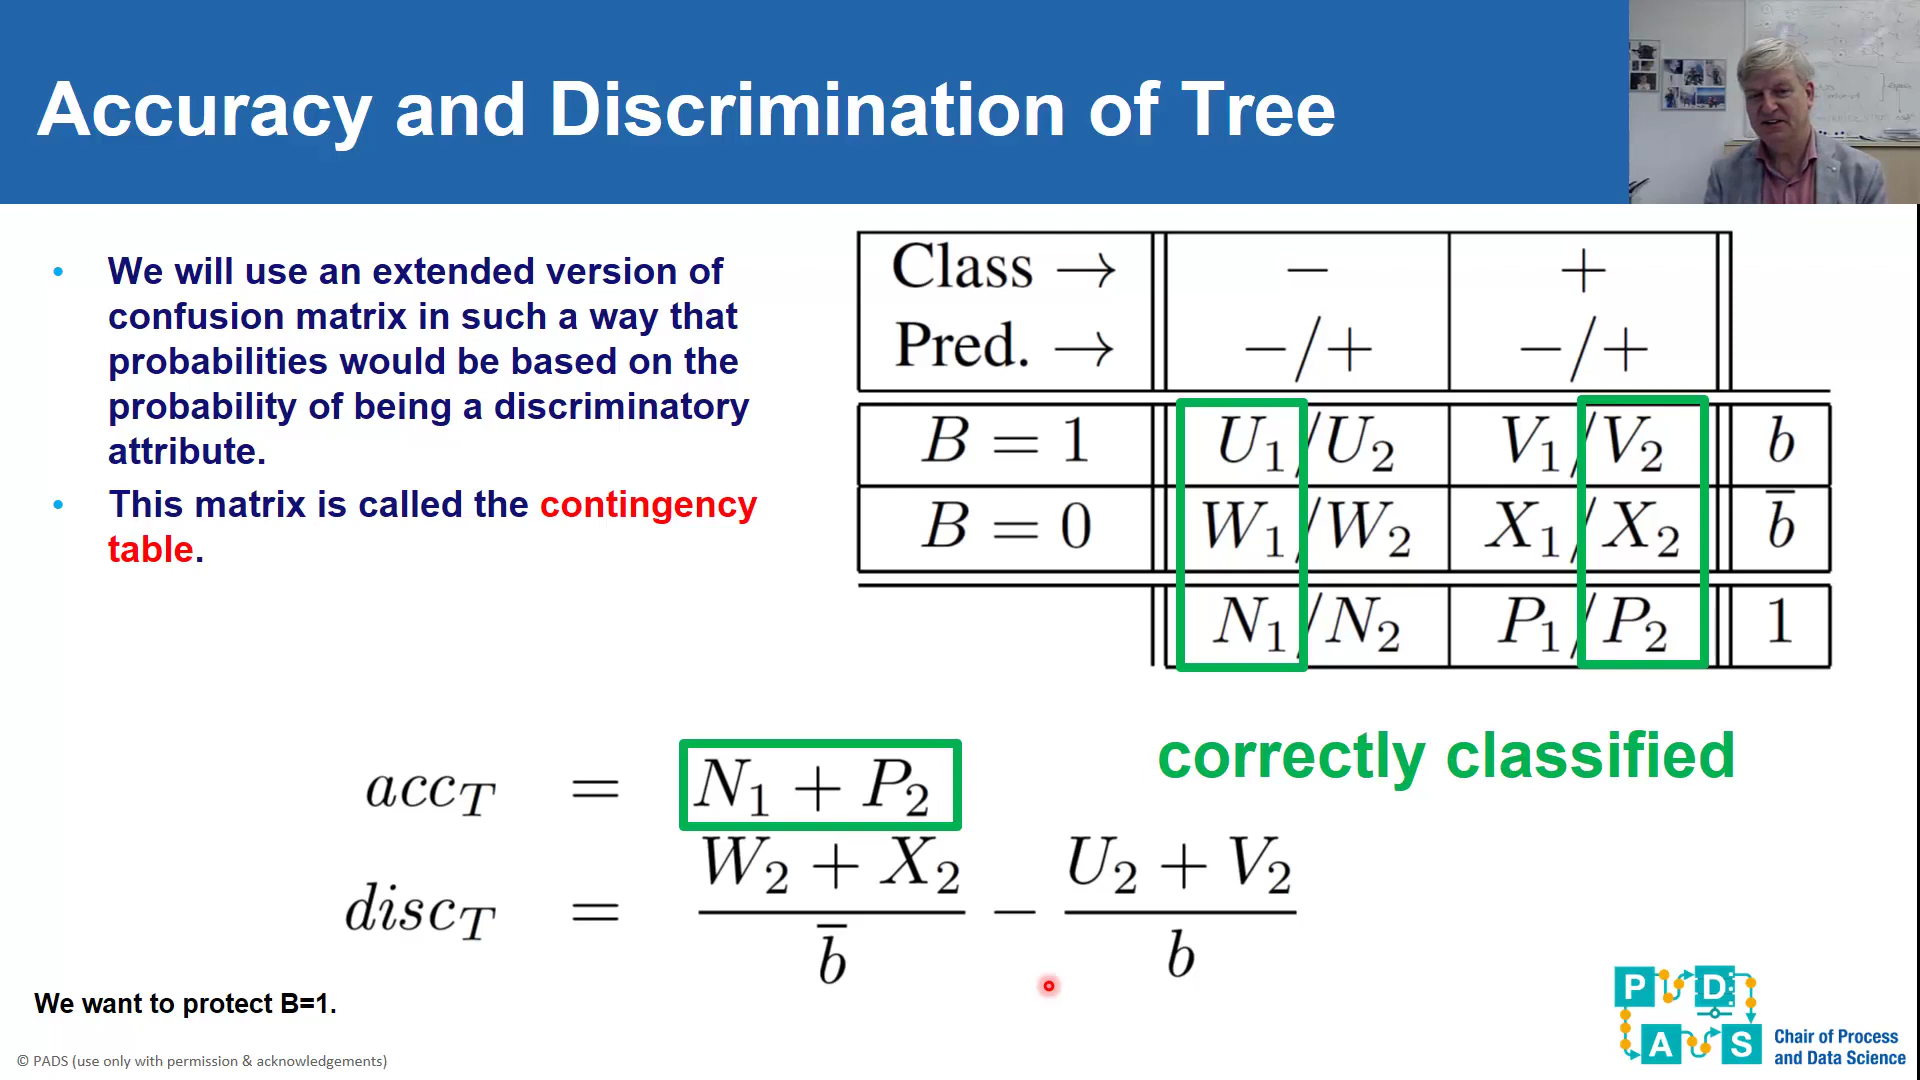 Accuracy and Discrimination of Tree
• We will use an extended version of
confusion matrix in such a way that
probabilities would be based on the
probability of being a discriminatory
attribute.
• This matrix is called the contingency
table.
Class → − +
Pred. → −/+ −/+
B = 1 U₁/U₂ V₁/V₂ b
B = 0 W₁/W₂ X₁/X₂ b̅
N₁/N₂ P₁/P₂ 1
correctly classified
acc_T = N₁ + P₂
disc_T = (W₂ + X₂)/b̅ − (U₂ + V₂)/b
We want to protect B=1.
P D
A S
Chair of Process
and Data Science
© PADS (use only with permission & acknowledgements)